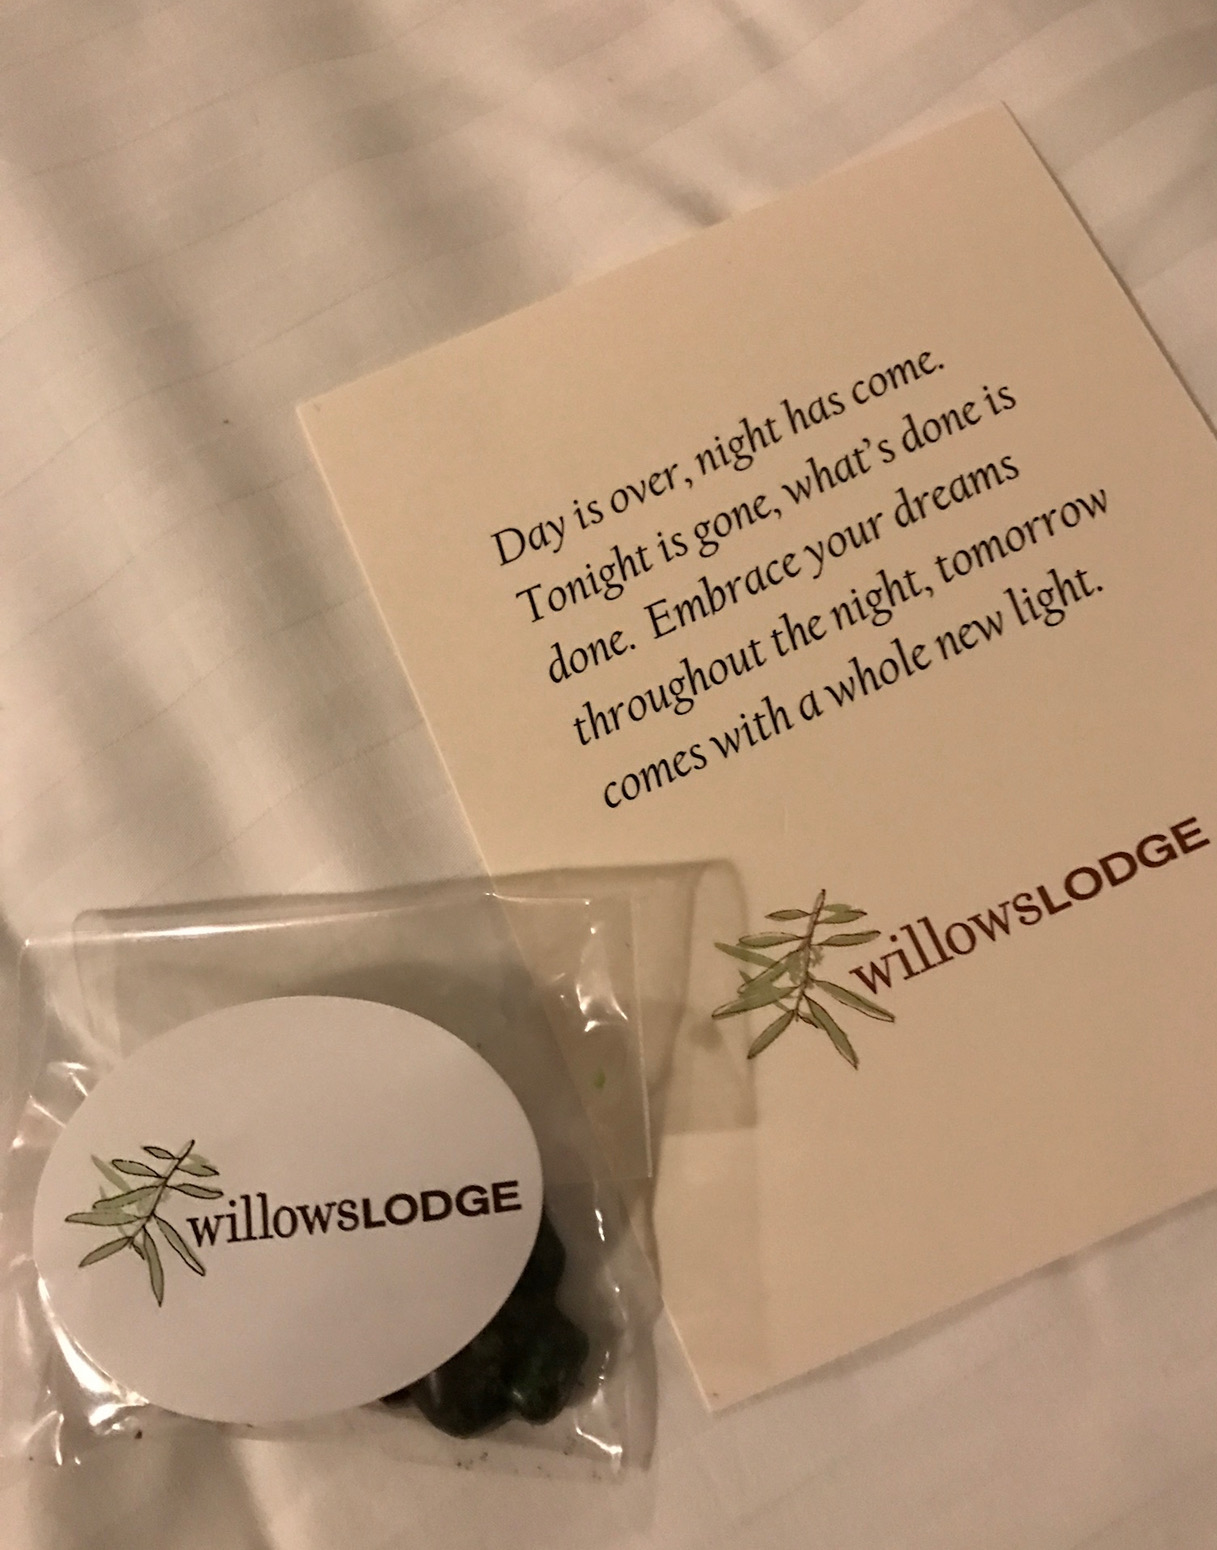 Day is over, night has come.
Tonight is gone, what's done is
done. Embrace your dreams
throughout the night, tomorrow
comes with a whole new light.
willowsLODGE
willowsLODGE